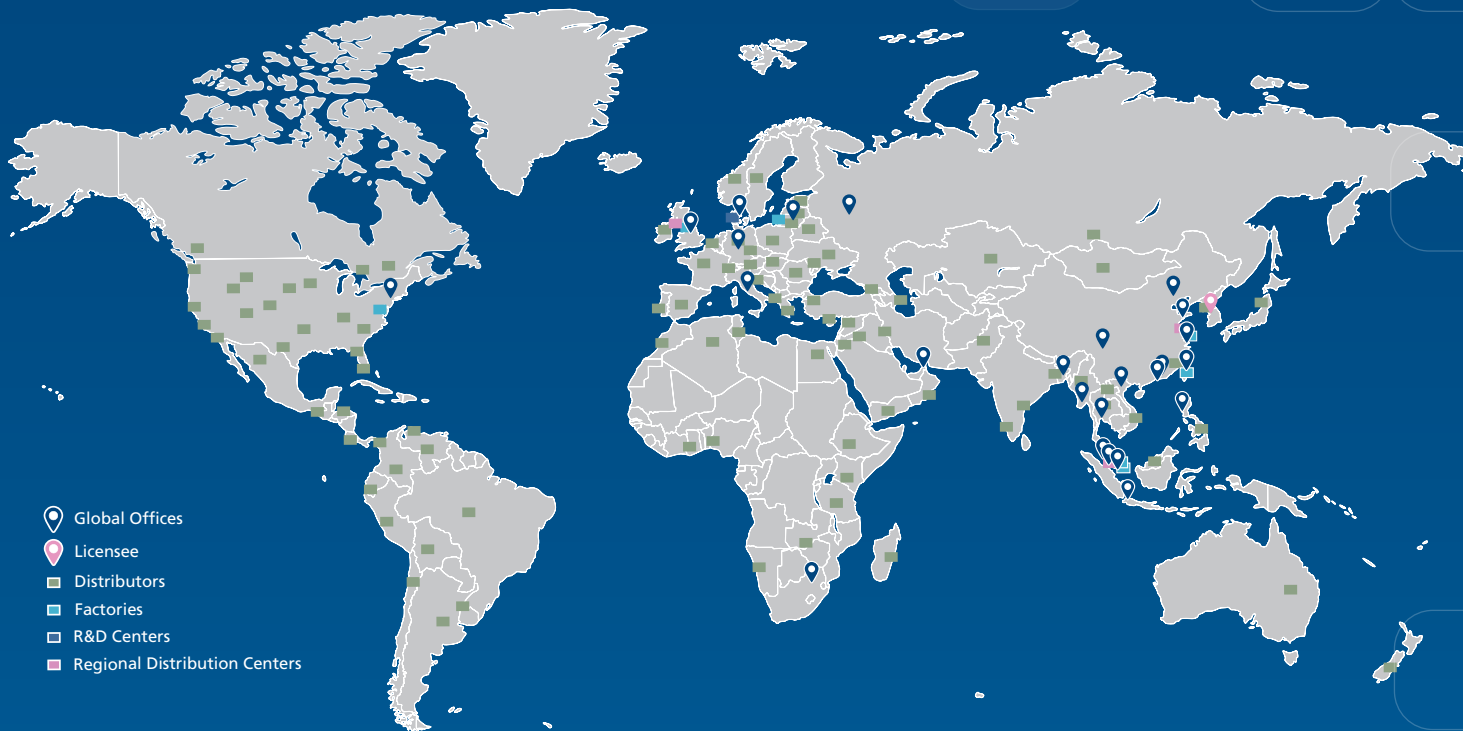 Global Offices
Licensee
Distributors
Factories
R&D Centers
Regional Distribution Centers